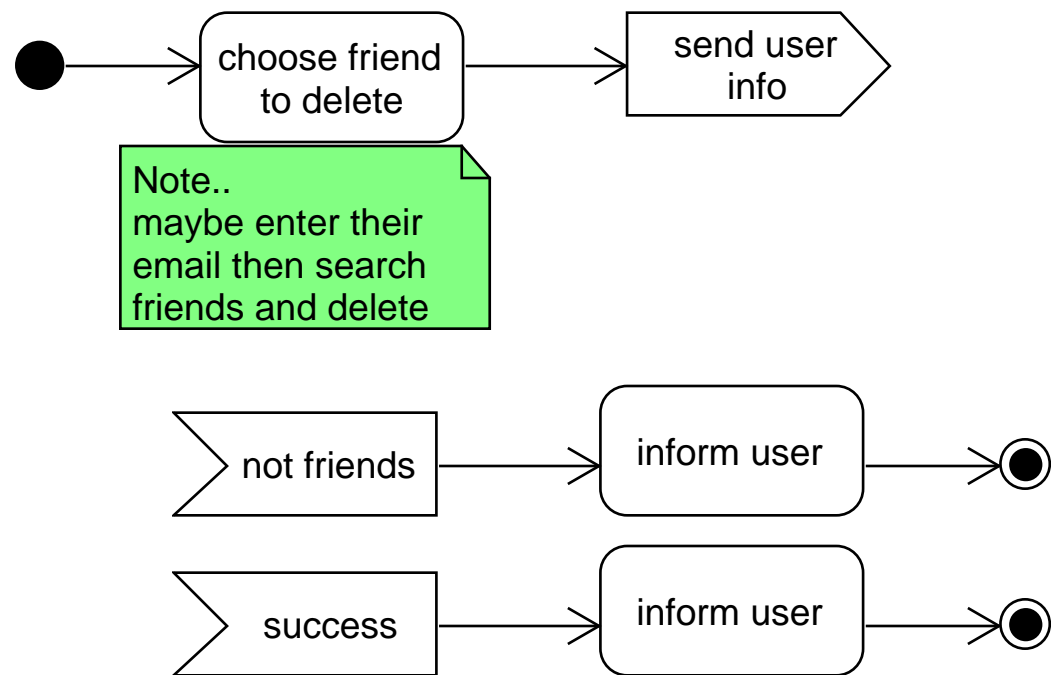 choose friend
to delete
send user
info
Note..
maybe enter their
email then search
friends and delete
not friends
inform user
success
inform user